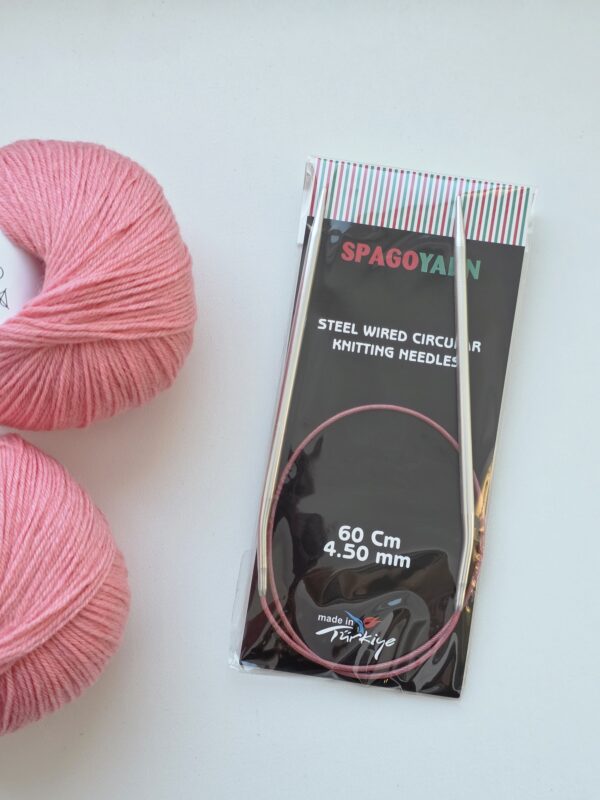 SPAGOYARN
STEEL WIRED CIRCULAR
KNITTING NEEDLES
60 Cm
4.50 mm
made in
Türkiye